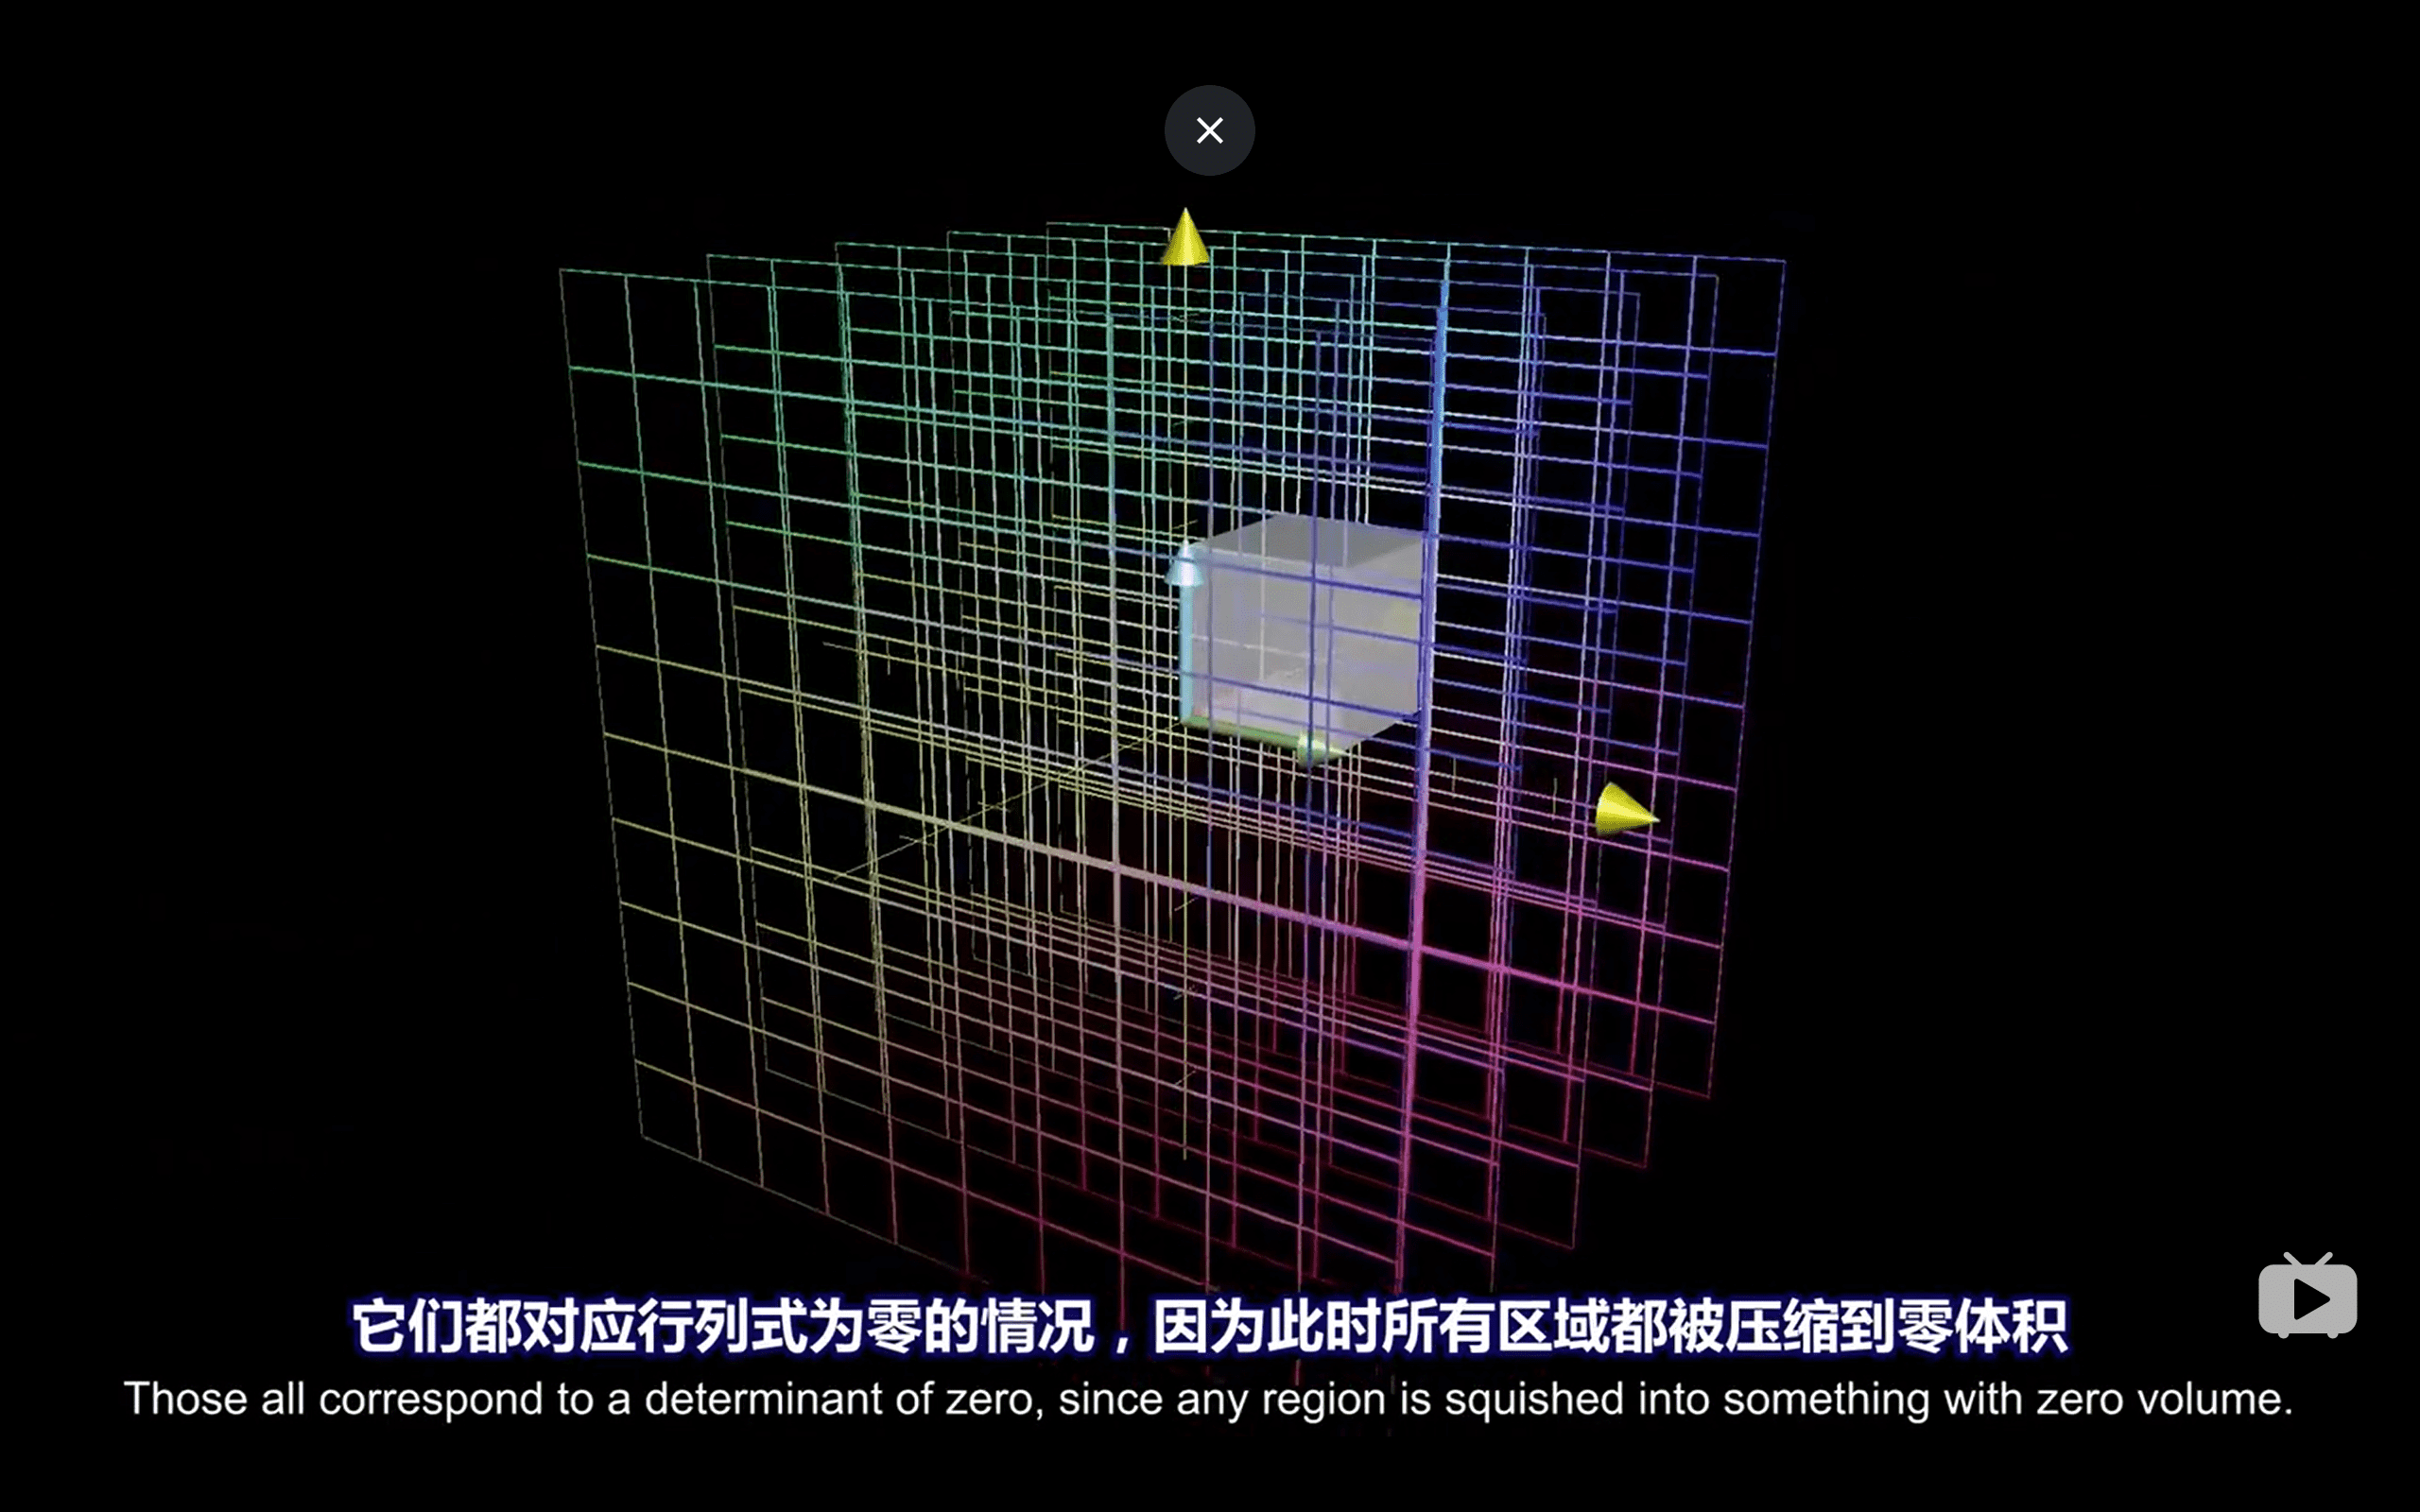 它们都对应行列式为零的情况，因为此时所有区域都被压缩到零体积
Those all correspond to a determinant of zero, since any region is squished into something with zero volume.